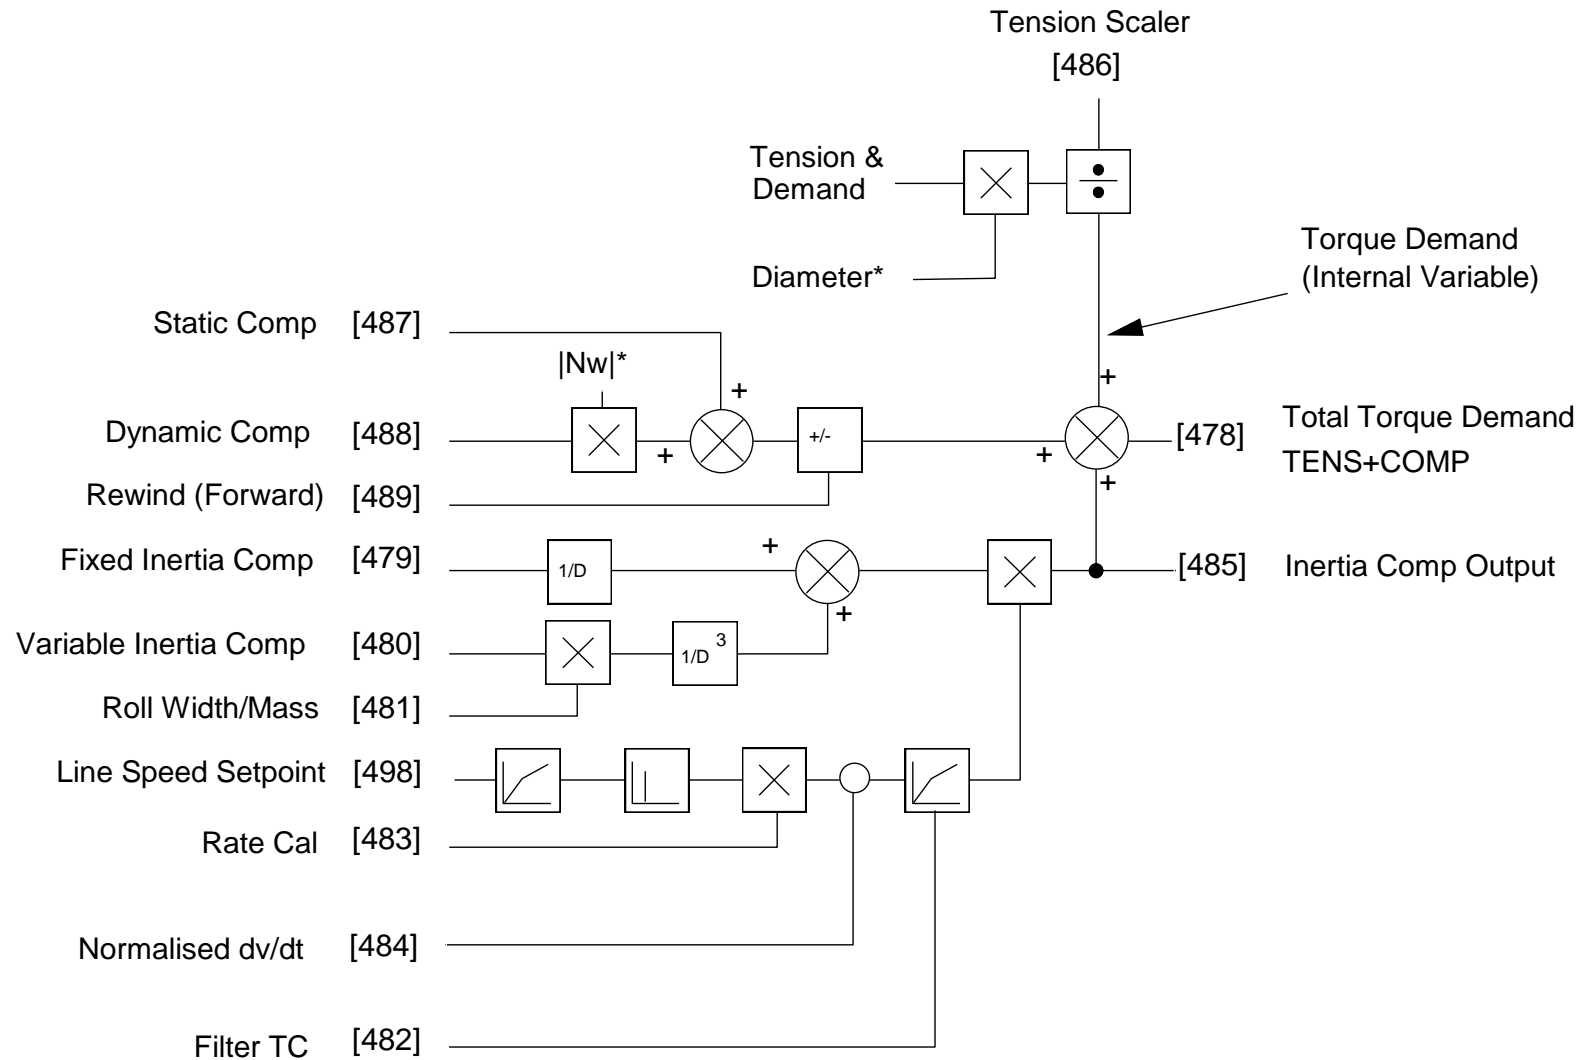 Tension Scaler
[486]
Tension &
Demand
Diameter*
Torque Demand
(Internal Variable)
Static Comp [487]
|Nw|*
+
+
Dynamic Comp [488]
+
+/-
+
[478] Total Torque Demand
TENS+COMP
+
Rewind (Forward) [489]
Fixed Inertia Comp [479]
1/D
+
[485] Inertia Comp Output
+
Variable Inertia Comp [480]
1/D 3
Roll Width/Mass [481]
Line Speed Setpoint [498]
Rate Cal [483]
Normalised dv/dt [484]
Filter TC [482]